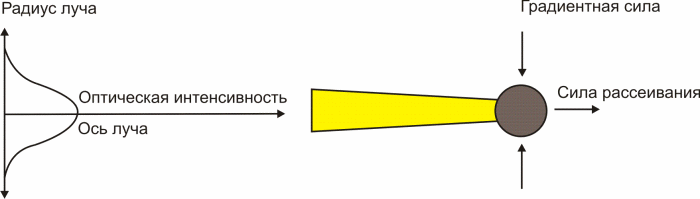 Радиус луча
Градиентная сила
Оптическая интенсивность
Сила рассеивания
Ось луча